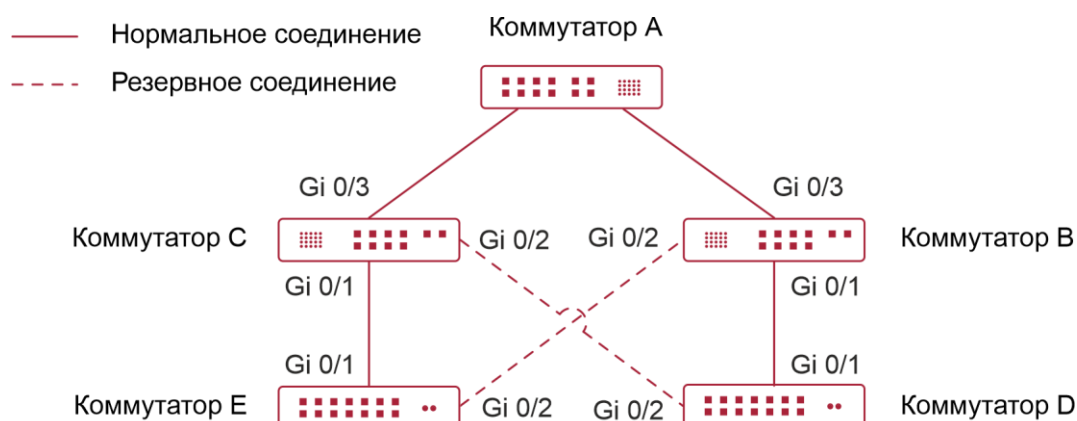 Нормальное соединение
Коммутатор A
Резервное соединение
Gi 0/3
Gi 0/3
Коммутатор C
Gi 0/2
Gi 0/2
Коммутатор B
Gi 0/1
Gi 0/1
Gi 0/1
Gi 0/1
Коммутатор E
Gi 0/2
Gi 0/2
Коммутатор D